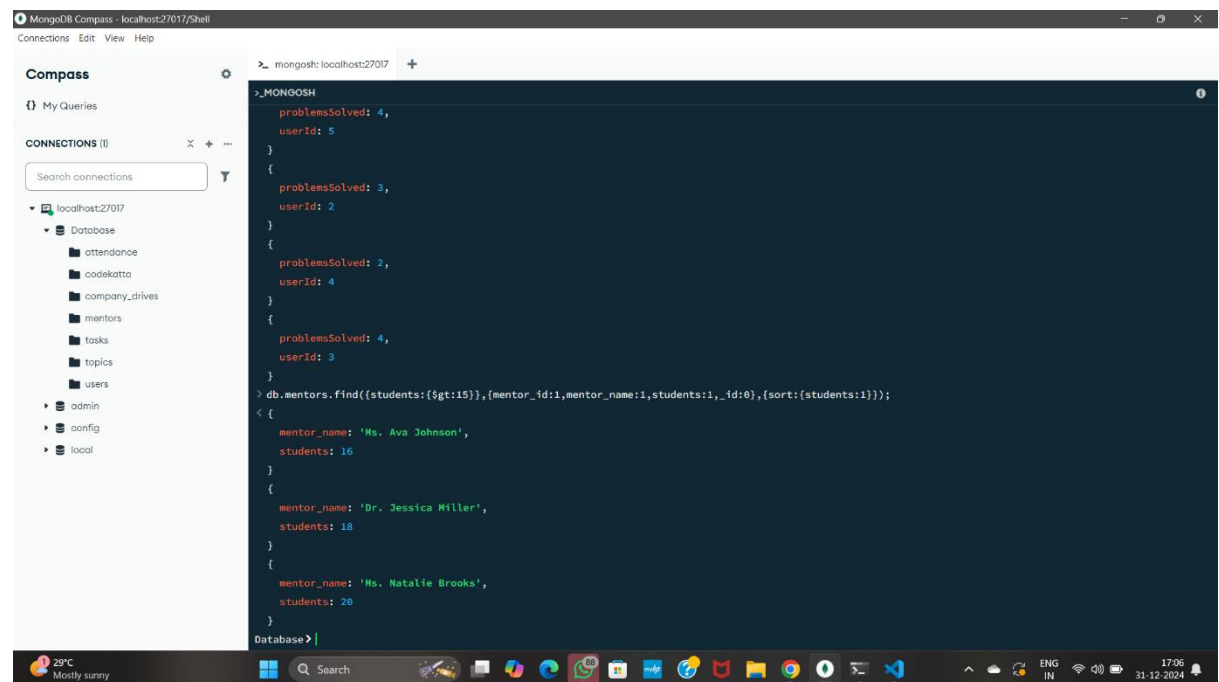 MongoDB Compass - localhost:27017/Shell
Connections Edit View Help
Compass
{} My Queries
CONNECTIONS (1)
Search connections
localhost:27017
Database
attendance
codekatta
company_drives
mentors
tasks
topics
users
admin
config
local
>_ mongosh: localhost:27017 +
>_MONGOSH
problemsSolved: 4,
userId: 5
}
{
problemsSolved: 3,
userId: 2
}
{
problemsSolved: 2,
userId: 4
}
{
problemsSolved: 4,
userId: 3
}
> db.mentors.find({students:{$gt:15}},{mentor_id:1,mentor_name:1,students:1,_id:0},{sort:{students:1}});
< {
mentor_name: 'Ms. Ava Johnson',
students: 16
}
{
mentor_name: 'Dr. Jessica Miller',
students: 18
}
{
mentor_name: 'Ms. Natalie Brooks',
students: 20
}
Database>
1
29°C
Mostly sunny
Search
88
ENG
IN
17:06
31-12-2024